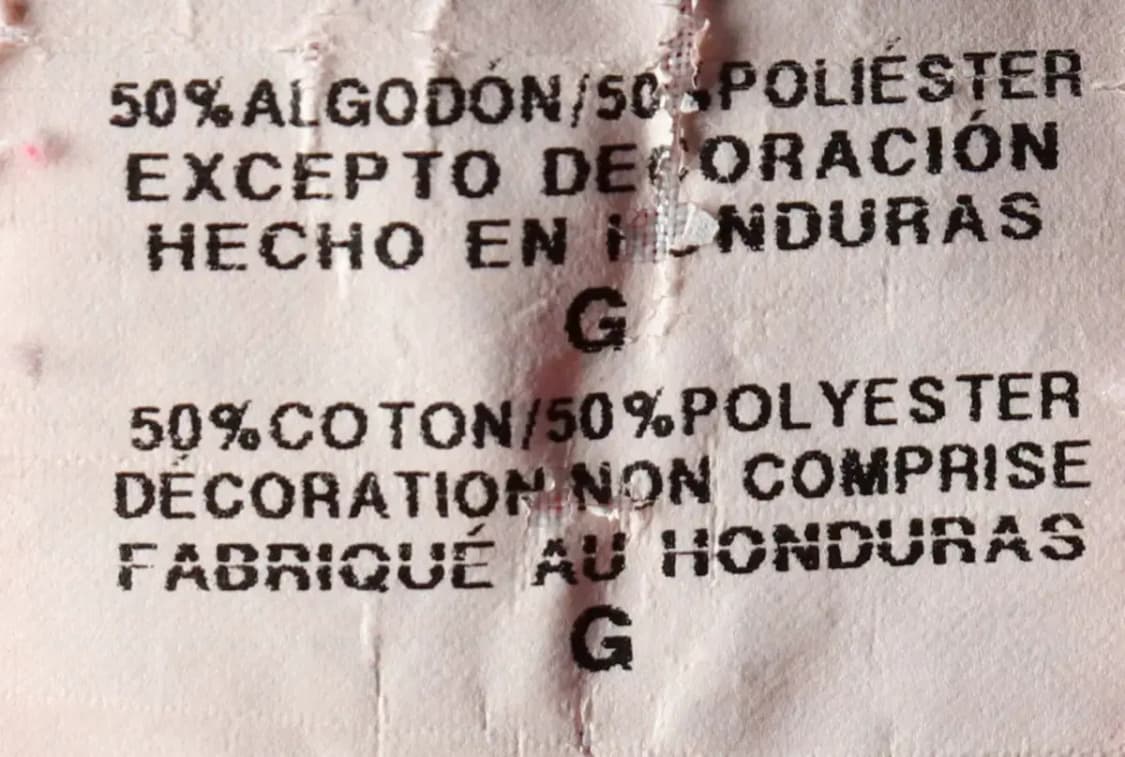 50%ALGODÓN/50%POLIÉSTER
EXCEPTO DECORACIÓN
HECHO EN HONDURAS
G
50%COTON/50%POLYESTER
DÉCORATION NON COMPRISE
FABRIQUÉ AU HONDURAS
G